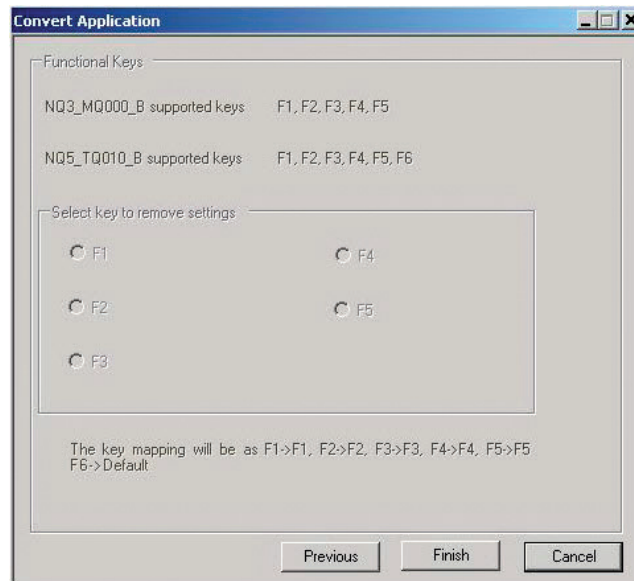 Convert Application
Functional Keys
NQ3_MQ000_B supported keys F1, F2, F3, F4, F5
NQ5_TQ010_B supported keys F1, F2, F3, F4, F5, F6
Select key to remove settings
F1 F4
F2 F5
F3
The key mapping will be as F1->F1, F2->F2, F3->F3, F4->F4, F5->F5
F6->Default
Previous Finish Cancel